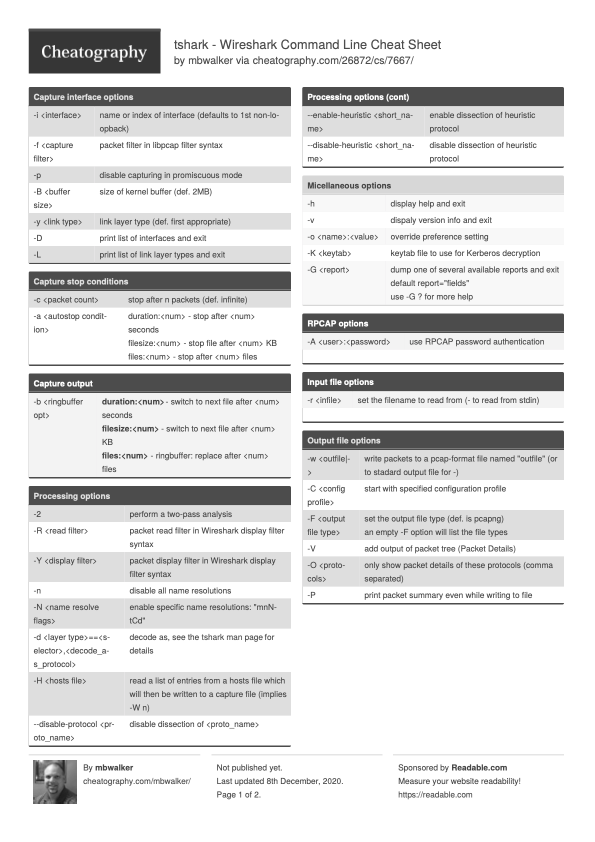 Cheatography
tshark - Wireshark Command Line Cheat Sheet
by mbwalker via cheatography.com/26872/cs/7667/
Capture interface options
-i <interface> name or index of interface (defaults to 1st non-lo-
opback)
-f <capture packet filter in libpcap filter syntax
filter>
-p disable capturing in promiscuous mode
-B <buffer size of kernel buffer (def. 2MB)
size>
-y <link type> link layer type (def. first appropriate)
-D print list of interfaces and exit
-L print list of link layer types and exit
Capture stop conditions
-c <packet count> stop after n packets (def. infinite)
-a <autostop condit- duration:<num> - stop after <num>
ion> seconds
filesize:<num> - stop file after <num> KB
files:<num> - stop after <num> files
Capture output
-b <ringbuffer duration:<num> - switch to next file after <num>
opt> seconds
filesize:<num> - switch to next file after <num>
KB
files:<num> - ringbuffer: replace after <num>
files
Processing options
-2 perform a two-pass analysis
-R <read filter> packet read filter in Wireshark display filter
syntax
-Y <display filter> packet display filter in Wireshark display
filter syntax
-n disable all name resolutions
-N <name resolve enable specific name resolutions: "mnN-
flags> tCd"
-d <layer type>==<s- decode as, see the tshark man page for
elector>,<decode_a- details
s_protocol>
-H <hosts file> read a list of entries from a hosts file which
will then be written to a capture file (implies
-W n)
--disable-protocol <pr- disable dissection of <proto_name>
oto_name>
Processing options (cont)
--enable-heuristic <short_na- enable dissection of heuristic
me> protocol
--disable-heuristic <short_na- disable dissection of heuristic
me> protocol
Micellaneous options
-h display help and exit
-v dispaly version info and exit
-o <name>:<value> override preference setting
-K <keytab> keytab file to use for Kerberos decryption
-G <report> dump one of several available reports and exit
default report="fields"
use -G ? for more help
RPCAP options
-A <user>:<password> use RPCAP password authentication
Input file options
-r <infile> set the filename to read from (- to read from stdin)
Output file options
-w <outfile|- write packets to a pcap-format file named "outfile" (or
> to stadard output file for -)
-C <config start with specified configuration profile
profile>
-F <output set the output file type (def. is pcapng)
file type> an empty -F option will list the file types
-V add output of packet tree (Packet Details)
-O <proto- only show packet details of these protocols (comma
cols> separated)
-P print packet summary even while writing to file
By mbwalker
cheatography.com/mbwalker/
Not published yet.
Last updated 8th December, 2020.
Page 1 of 2.
Sponsored by Readable.com
Measure your website readability!
https://readable.com